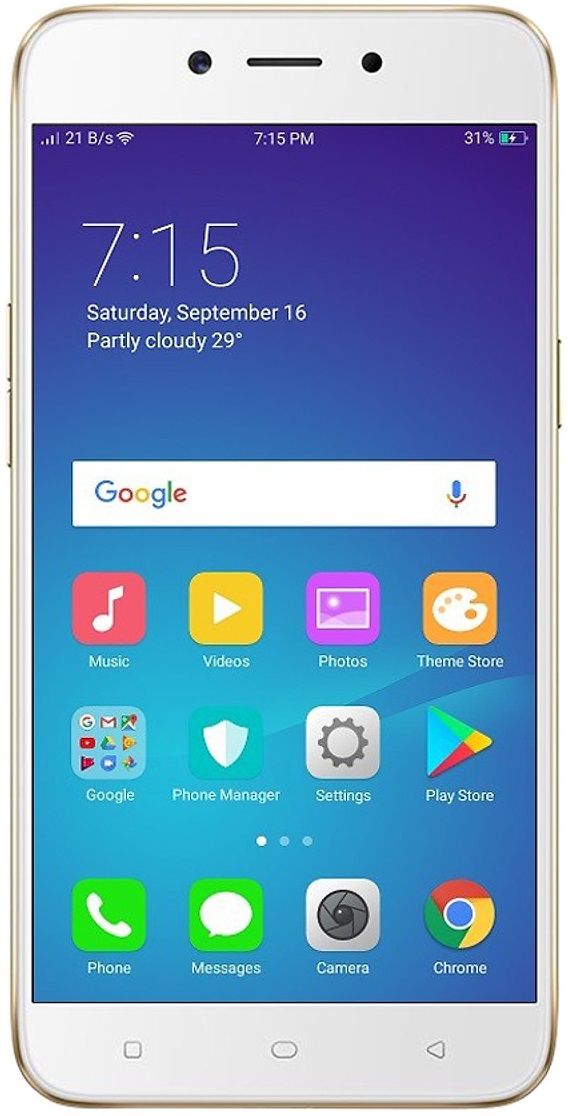 21 B/s 7:15 PM 31%
7:15
Saturday, September 16
Partly cloudy 29°
Google
Music Videos Photos Theme Store
Google Phone Manager Settings Play Store
Phone Messages Camera Chrome